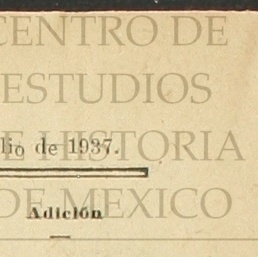 CENTRO DE
ESTUDIOS
lio de 1937.
DE HISTORIA
Adición
DE MEXICO